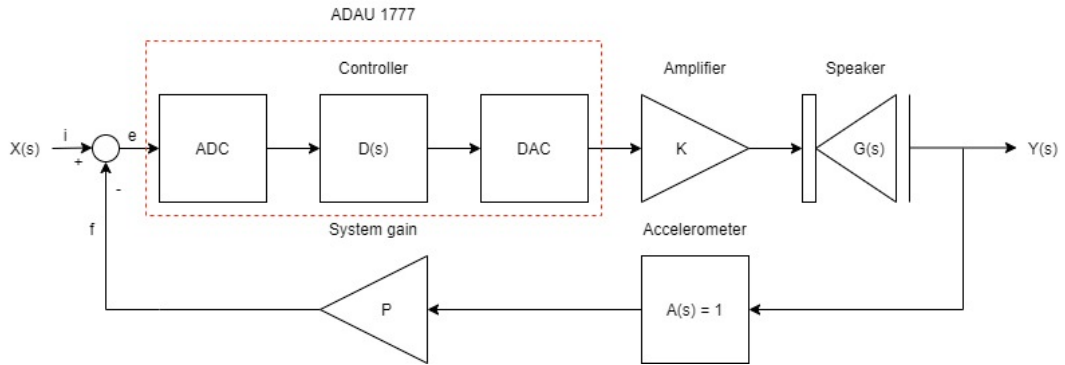 ADAU 1777
Controller
Amplifier
Speaker
X(s)
i
+
-
e
ADC
D(s)
DAC
K
G(s)
Y(s)
f
System gain
Accelerometer
P
A(s) = 1